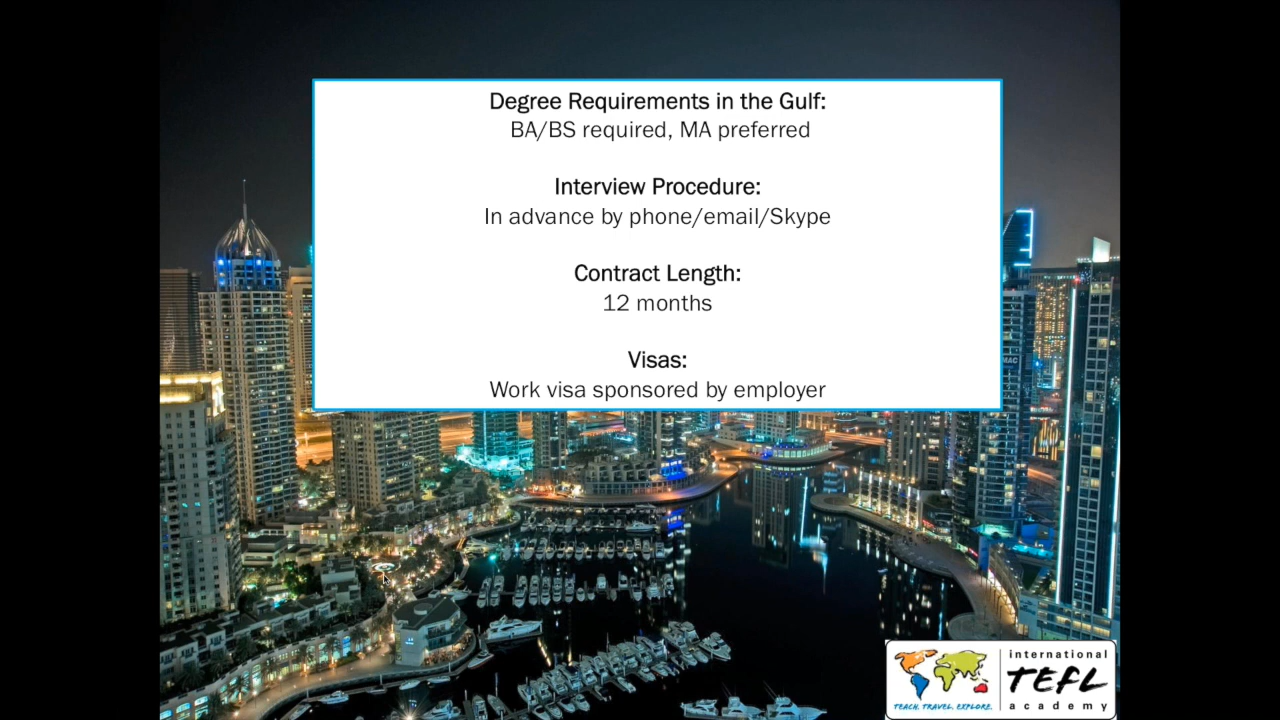 Degree Requirements in the Gulf:
BA/BS required, MA preferred
Interview Procedure:
In advance by phone/email/Skype
Contract Length:
12 months
Visas:
Work visa sponsored by employer
MAC
international
TEFL
academy
TEACH. TRAVEL. EXPLORE.